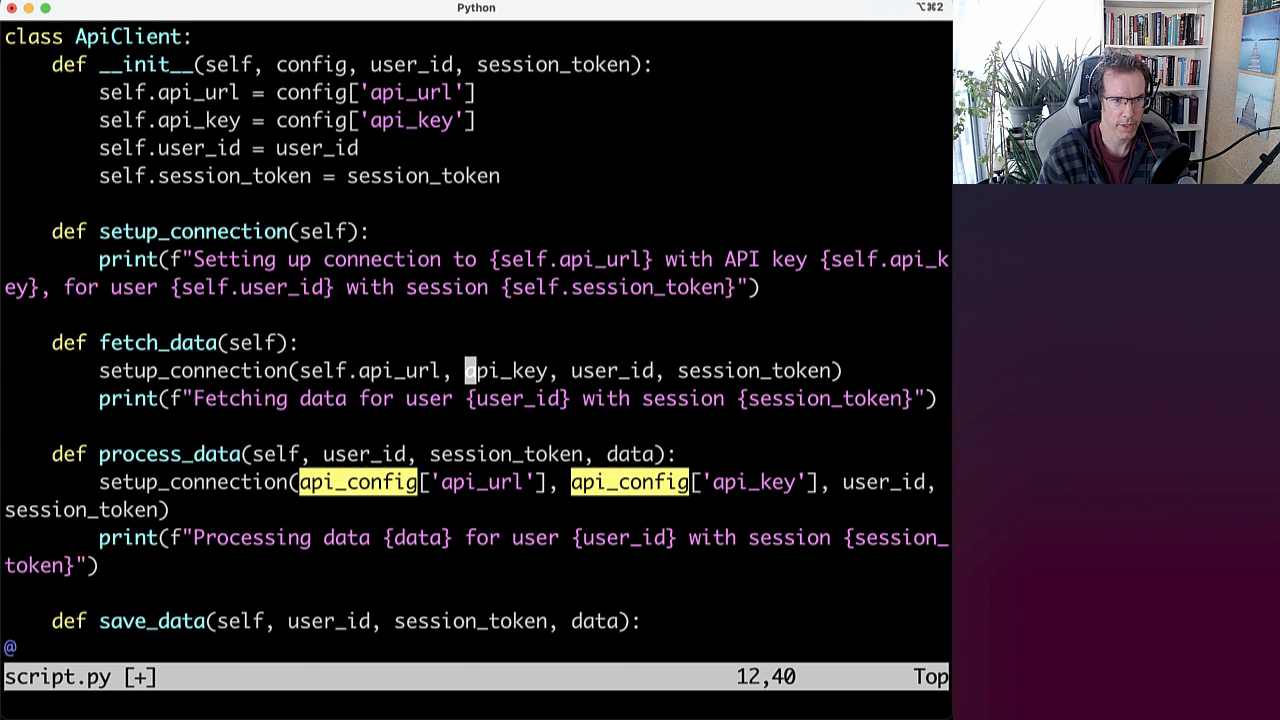 Python
⌥⌘2
class ApiClient:
    def __init__(self, config, user_id, session_token):
        self.api_url = config['api_url']
        self.api_key = config['api_key']
        self.user_id = user_id
        self.session_token = session_token
    def setup_connection(self):
        print(f"Setting up connection to {self.api_url} with API key {self.api_k
ey}, for user {self.user_id} with session {self.session_token}")
    def fetch_data(self):
        setup_connection(self.api_url, api_key, user_id, session_token)
        print(f"Fetching data for user {user_id} with session {session_token}")
    def process_data(self, user_id, session_token, data):
        setup_connection(api_config['api_url'], api_config['api_key'], user_id,
session_token)
        print(f"Processing data {data} for user {user_id} with session {session_
token}")
    def save_data(self, user_id, session_token, data):
@
script.py [+] 12,40 Top